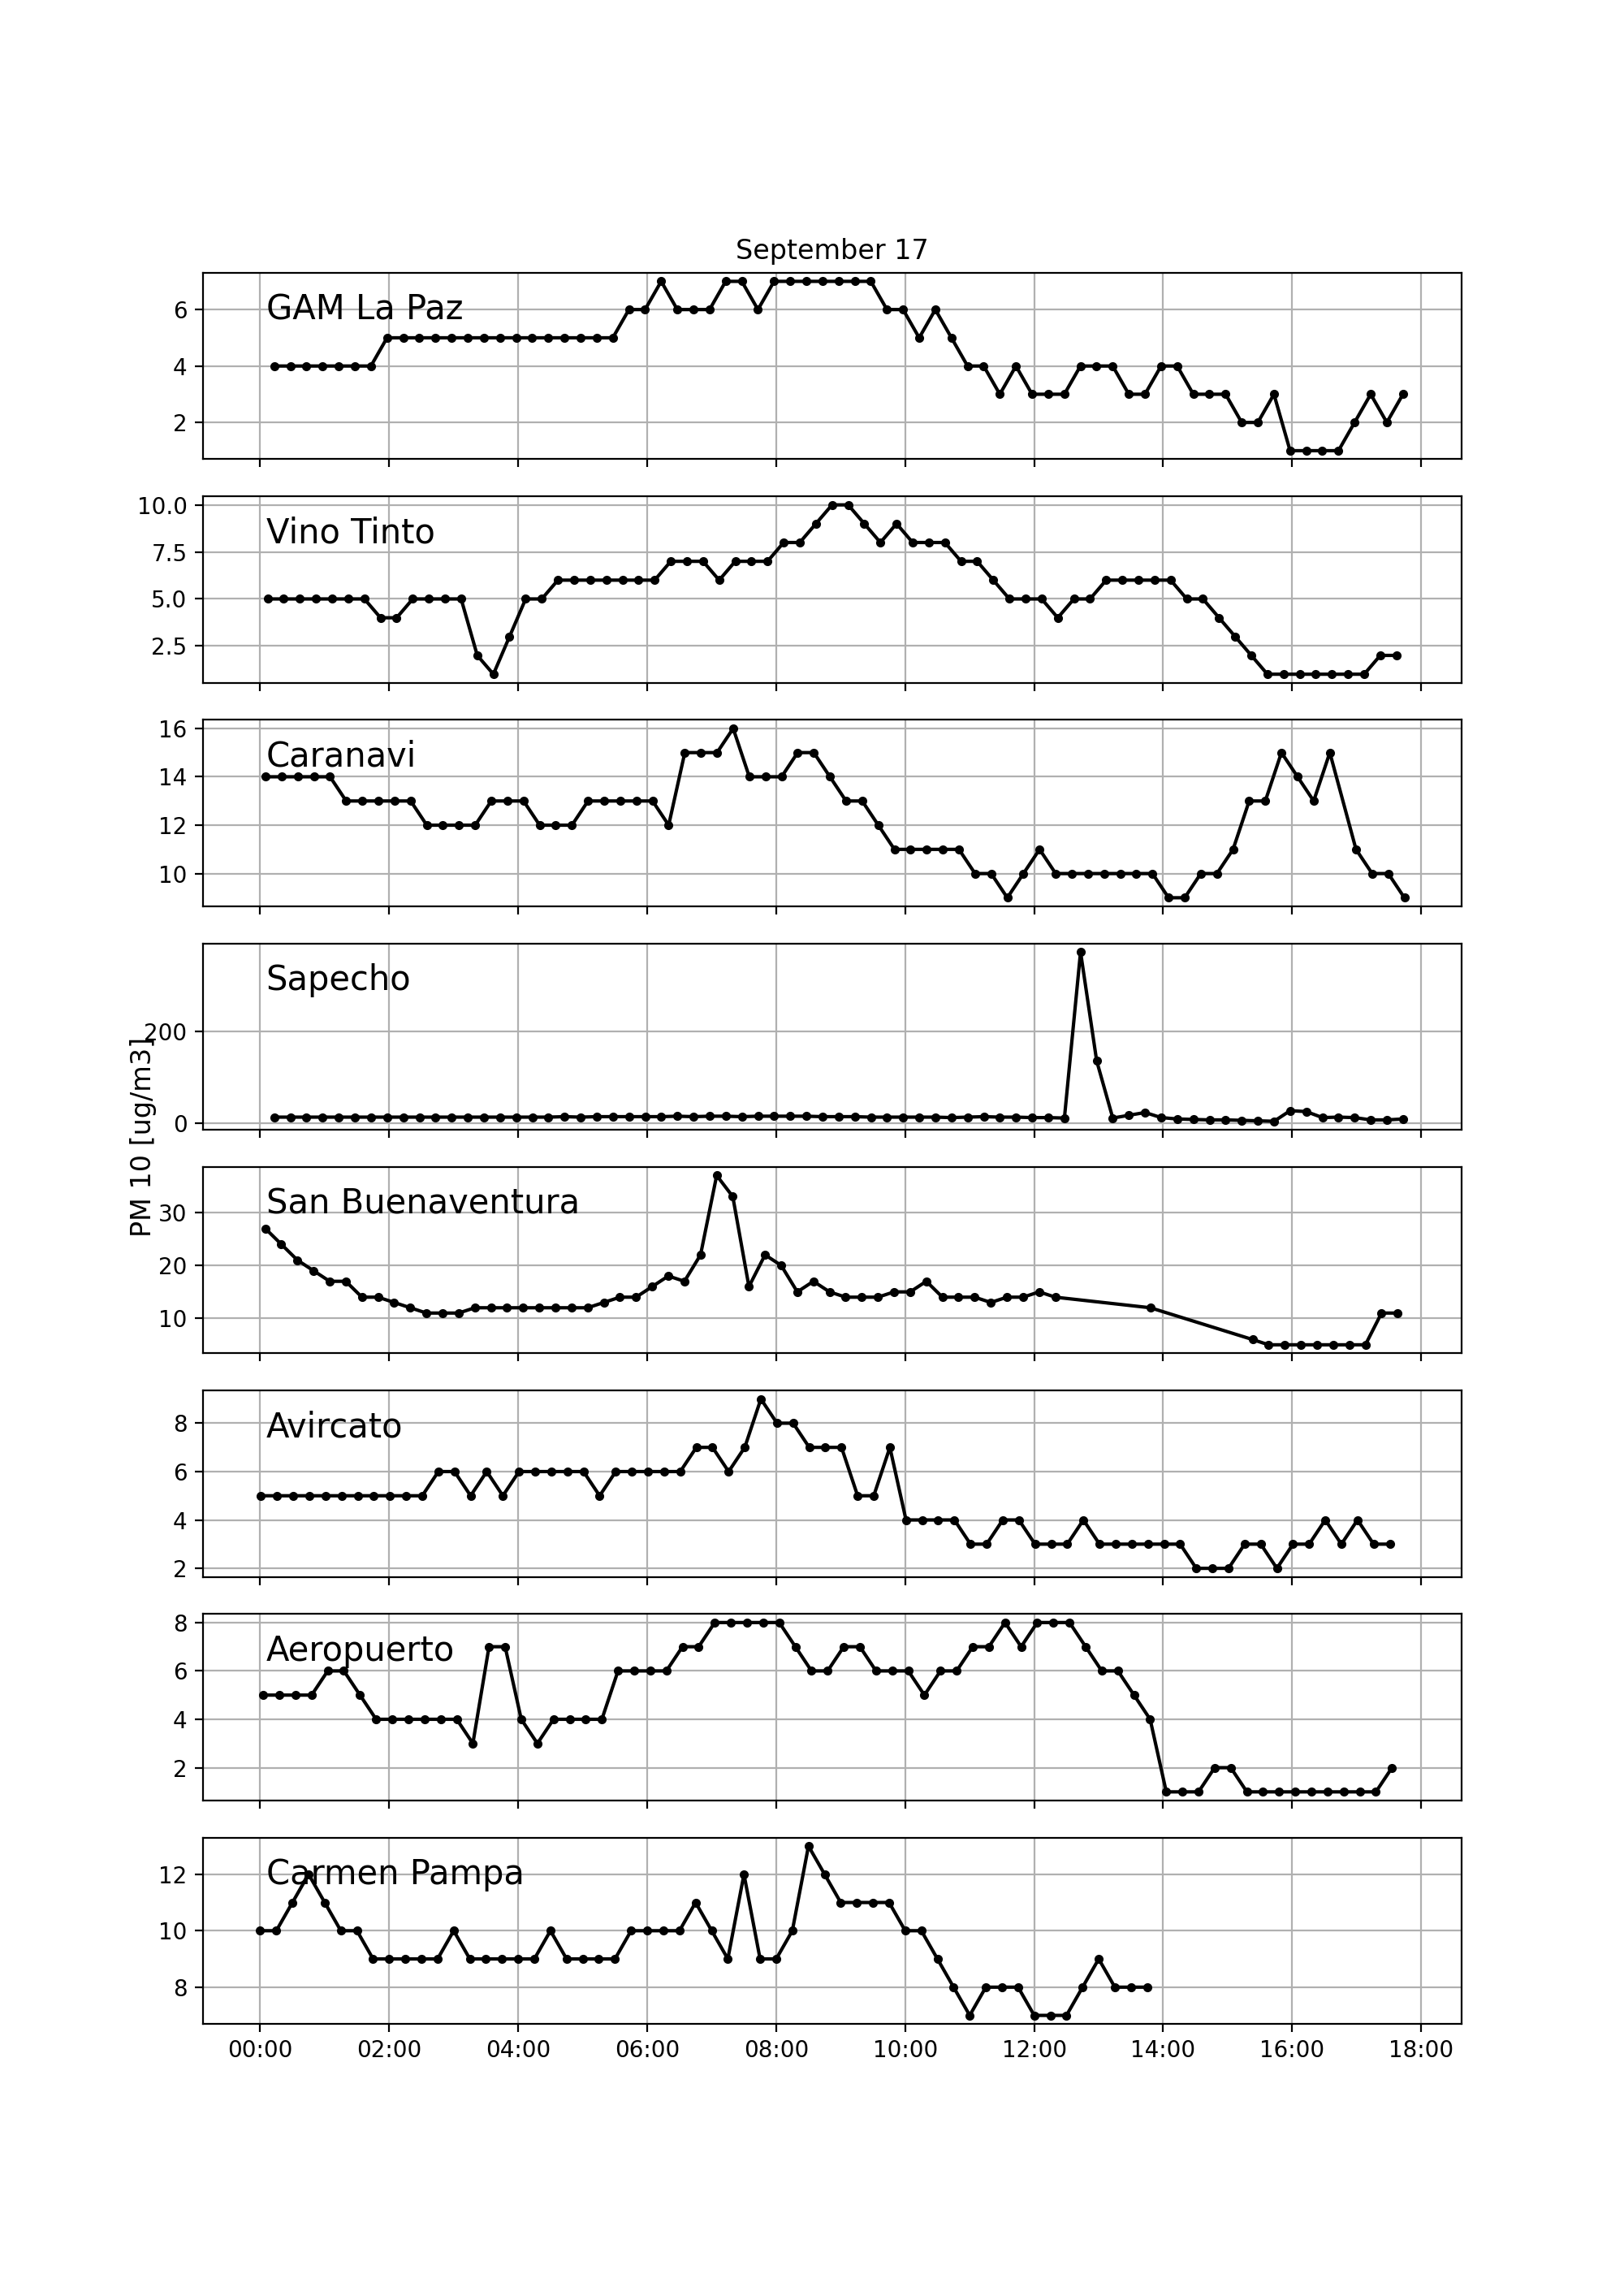 September 17
GAM La Paz
6
4
2
Vino Tinto
10.0
7.5
5.0
2.5
Caranavi
16
14
12
10
Sapecho
200
0
PM 10 [ug/m3]
San Buenaventura
30
20
10
Avircato
8
6
4
2
Aeropuerto
8
6
4
2
Carmen Pampa
12
10
8
00:00 02:00 04:00 06:00 08:00 10:00 12:00 14:00 16:00 18:00